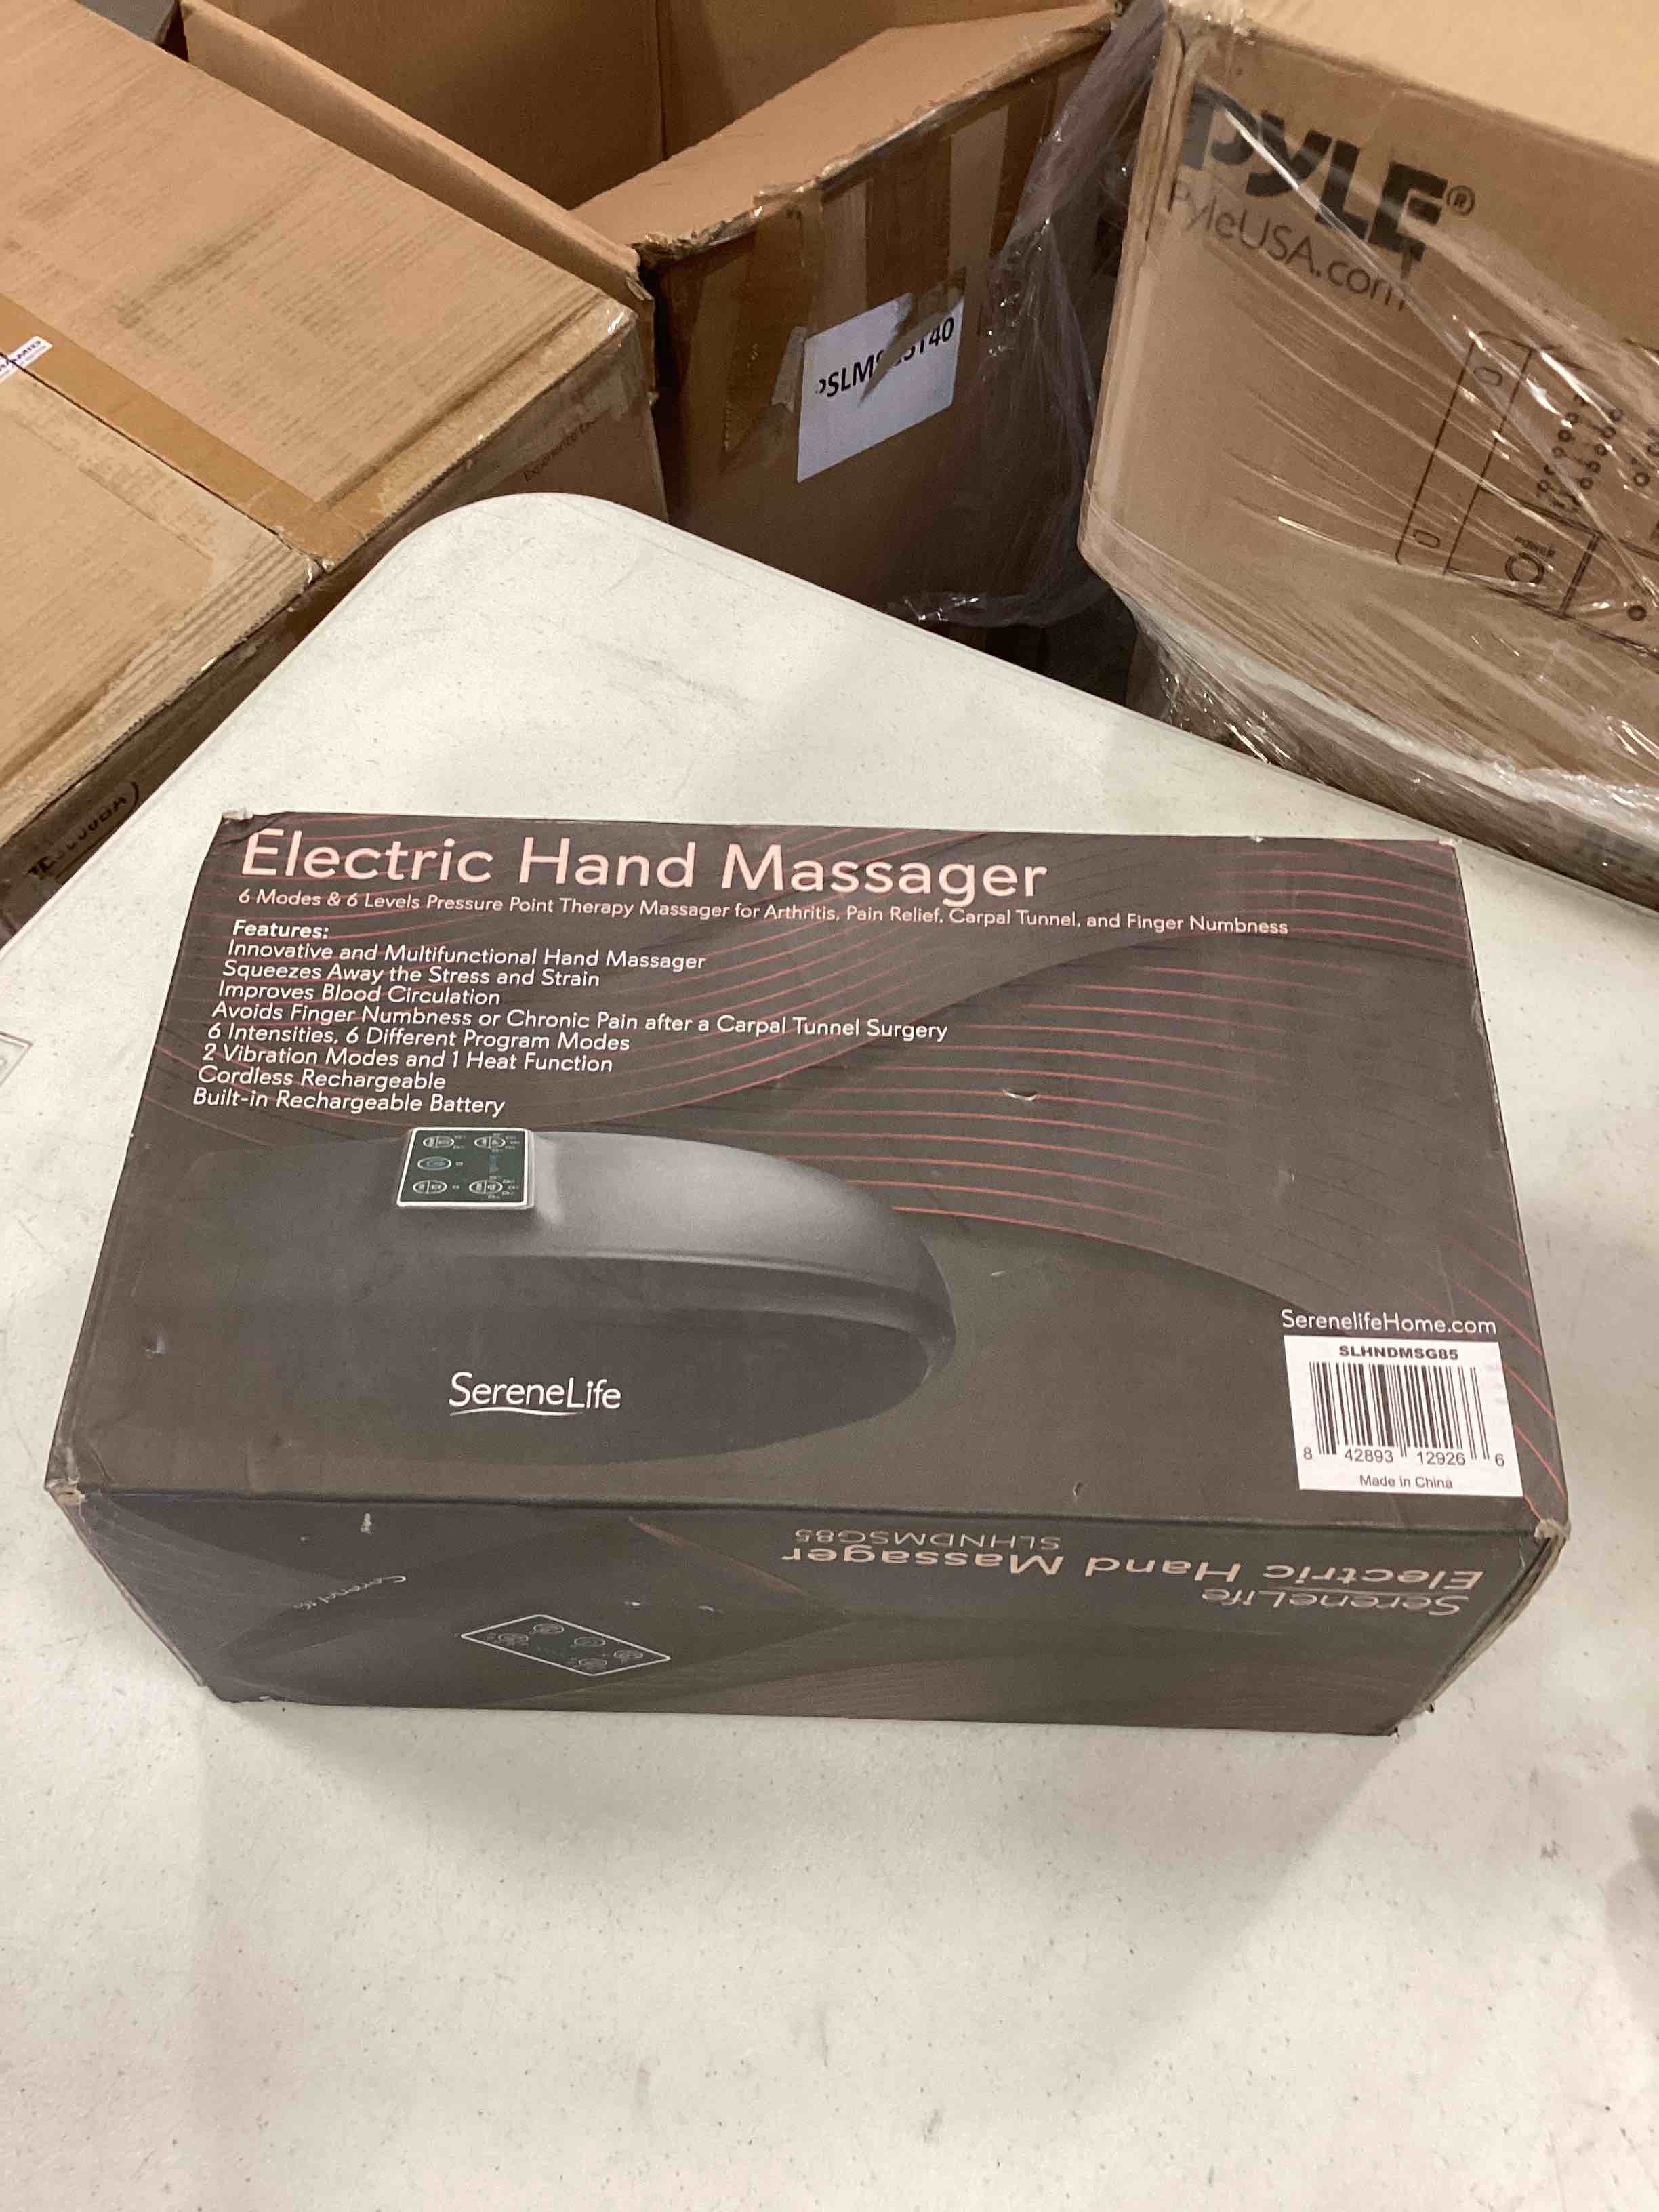 PYLE®
PyleUSA.com
POWER
Electric Hand Massager
6 Modes & 6 Levels Pressure Point Therapy Massager for Arthritis, Pain Relief, Carpal Tunnel, and Finger Numbness
Features:
Innovative and Multifunctional Hand Massager
Squeezes Away the Stress and Strain
Improves Blood Circulation
Avoids Finger Numbness or Chronic Pain after a Carpal Tunnel Surgery
6 Intensities, 6 Different Program Modes
2 Vibration Modes and 1 Heat Function
Cordless Rechargeable
Built-in Rechargeable Battery
SereneLife
SerenelifeHome.com
SLHNDMSG85
8 42893 12926 6
Made in China
SereneLife
Electric Hand Massager
SLHNDMSG85